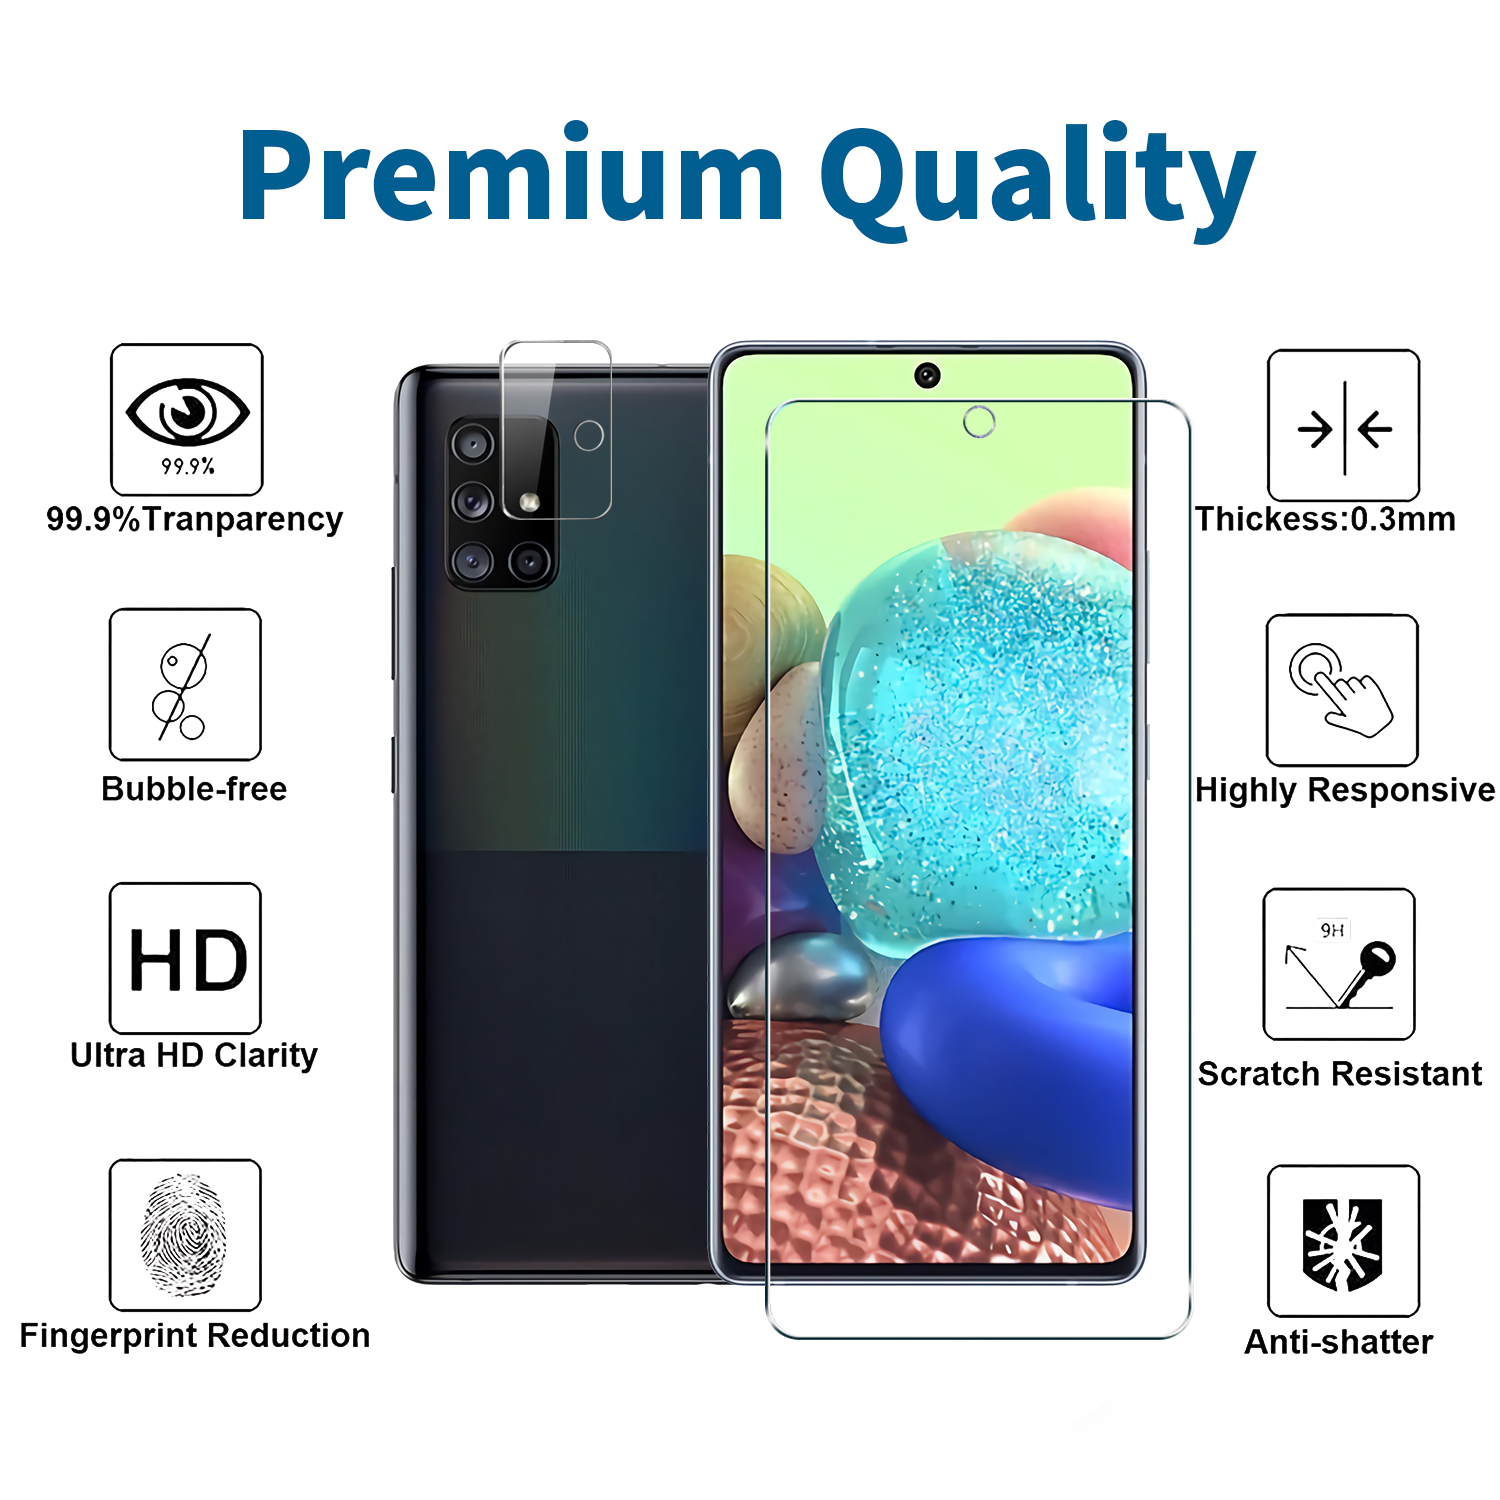 Premium Quality
99.9%
99.9%Tranparency
Bubble-free
HD
Ultra HD Clarity
Fingerprint Reduction
Thickess:0.3mm
Highly Responsive
9H
Scratch Resistant
Anti-shatter